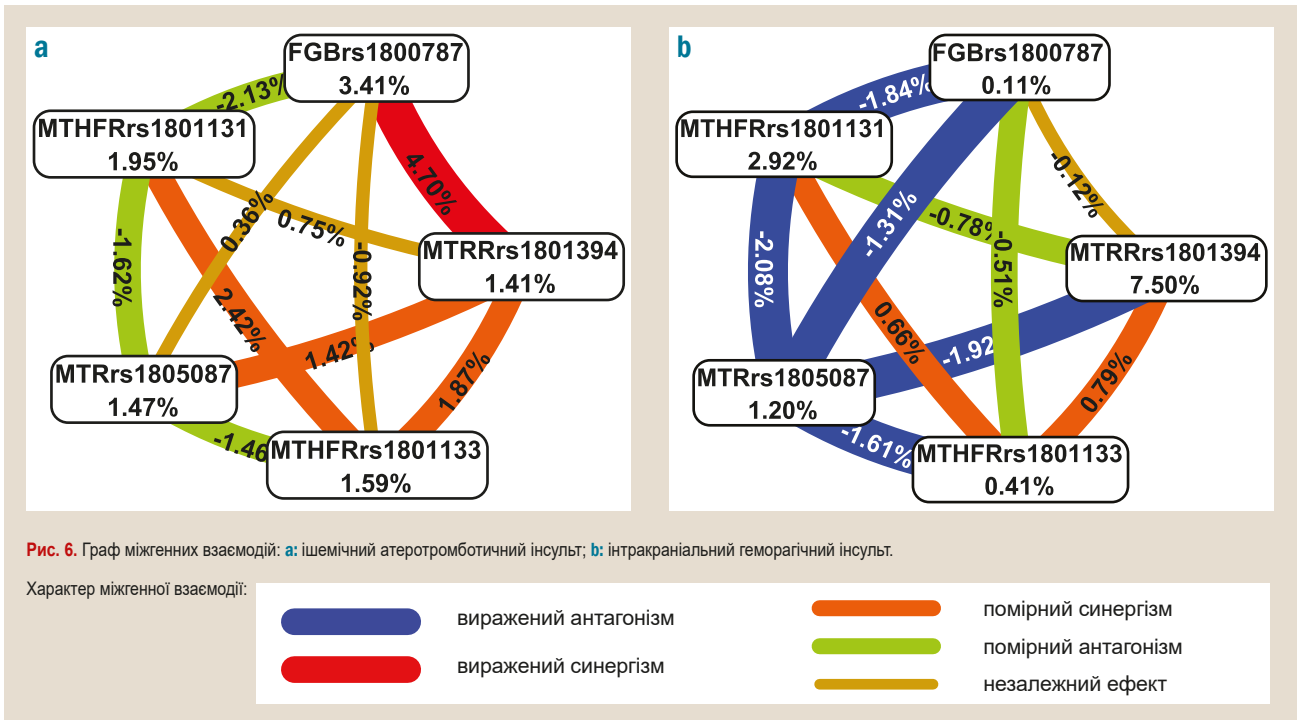 a
FGBrs1800787
3.41%
-2.13%
MTHFRrs1801131
1.95%
4.70%
0.36%
0.75%
-0.92%
MTRRrs1801394
1.41%
-1.62%
2.42%
1.42%
1.87%
MTRrs1805087
1.47%
-1.46
MTHFRrs1801133
1.59%
b
FGBrs1800787
0.11%
-1.84%
MTHFRrs1801131
2.92%
-0.12%
-1.31%
-0.78%
-0.51%
MTRRrs1801394
7.50%
-2.08%
0.66%
-1.92
0.79%
MTRrs1805087
1.20%
-1.61%
MTHFRrs1801133
0.41%
Рис. 6. Граф міжгенних взаємодій: a: ішемічний атеротромботичний інсульт; b: інтракраніальний геморагічний інсульт.
Характер міжгенної взаємодії:
виражений антагонізм
виражений синергізм
помірний синергізм
помірний антагонізм
незалежний ефект